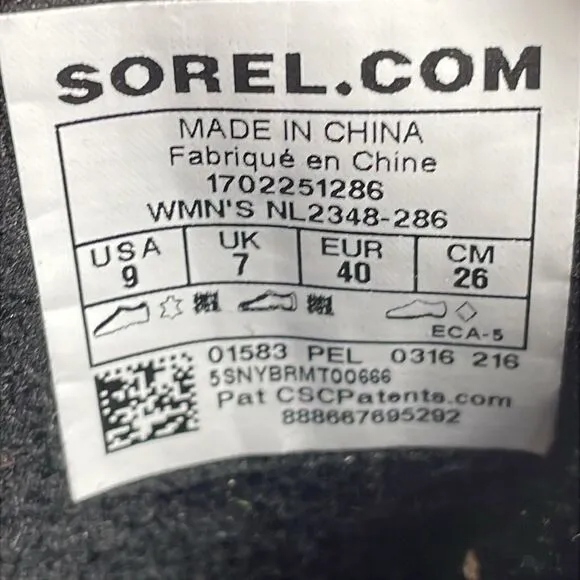 SOREL.COM
MADE IN CHINA
Fabriqué en Chine
1702251286
WMN'S NL2348-286
USA UK EUR CM
9 7 40 26
ECA-5
01583 PEL 0316 216
5SNYBRMT00666
Pat CSCPatents.com
888667695292